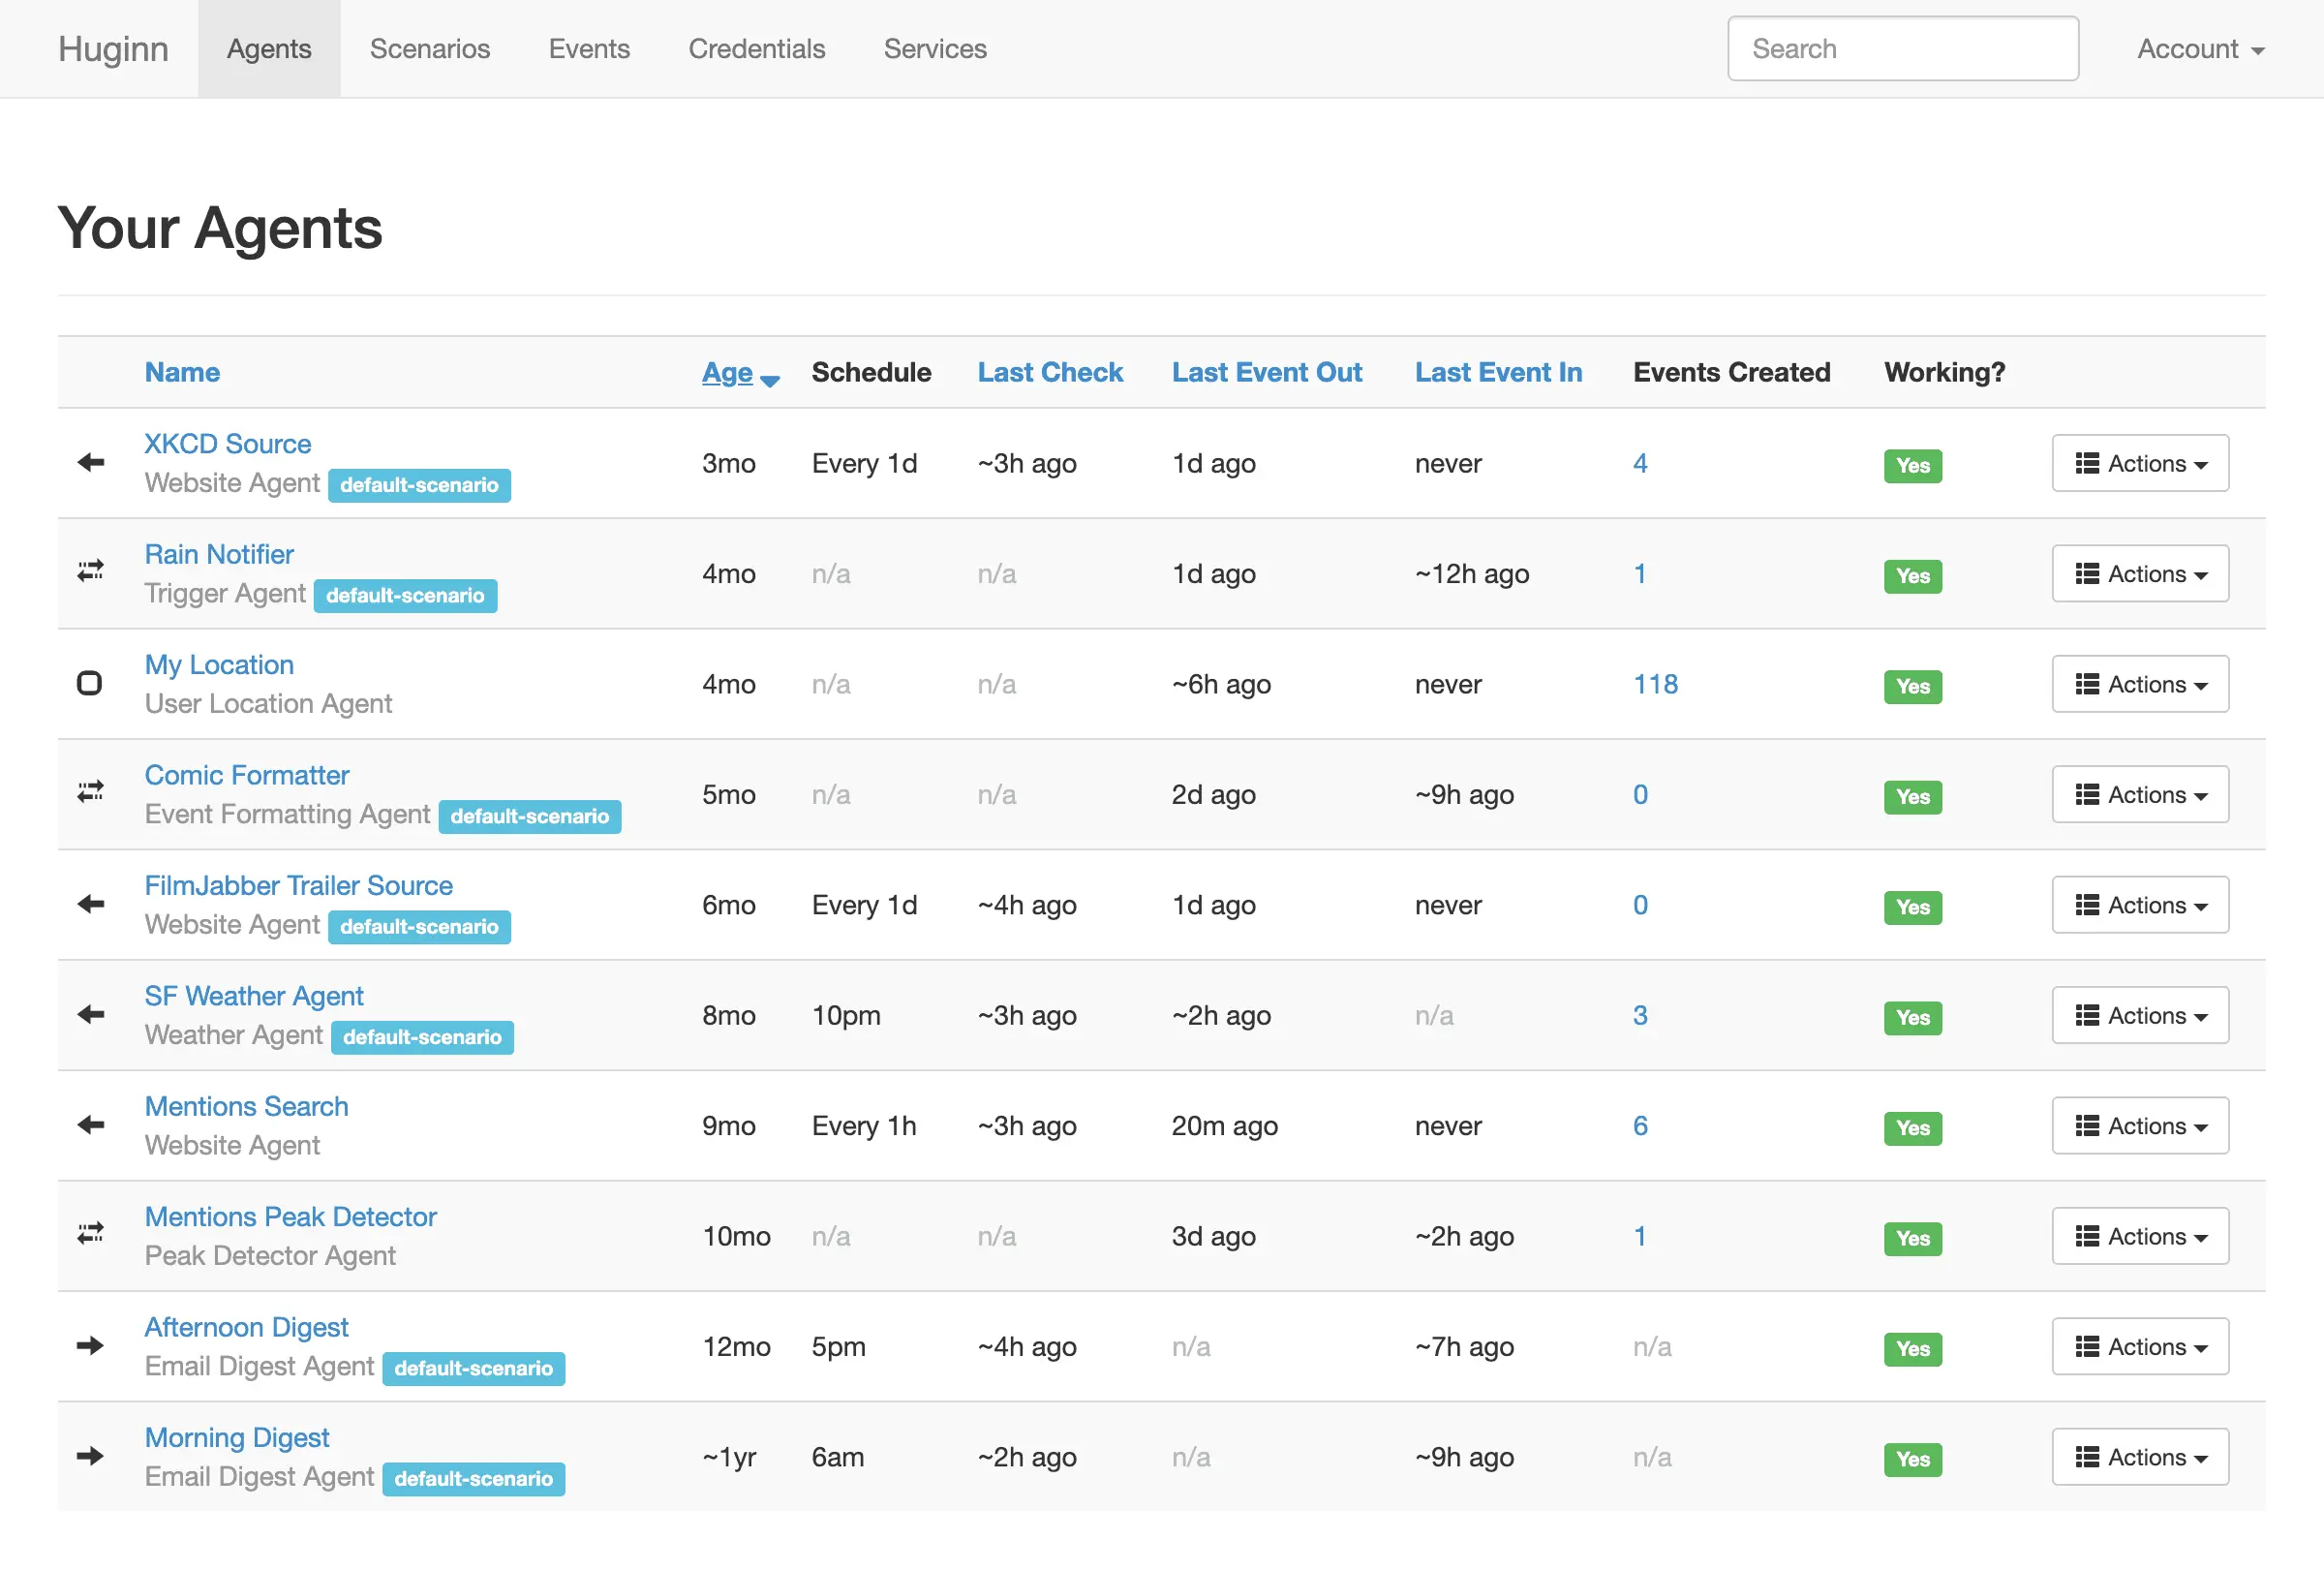 Huginn Agents Scenarios Events Credentials Services Search Account
Your Agents
Name Age Schedule Last Check Last Event Out Last Event In Events Created Working?
XKCD Source
Website Agent default-scenario
3mo Every 1d ~3h ago 1d ago never 4 Yes Actions
Rain Notifier
Trigger Agent default-scenario
4mo n/a n/a 1d ago ~12h ago 1 Yes Actions
My Location
User Location Agent
4mo n/a n/a ~6h ago never 118 Yes Actions
Comic Formatter
Event Formatting Agent default-scenario
5mo n/a n/a 2d ago ~9h ago 0 Yes Actions
FilmJabber Trailer Source
Website Agent default-scenario
6mo Every 1d ~4h ago 1d ago never 0 Yes Actions
SF Weather Agent
Weather Agent default-scenario
8mo 10pm ~3h ago ~2h ago n/a 3 Yes Actions
Mentions Search
Website Agent
9mo Every 1h ~3h ago 20m ago never 6 Yes Actions
Mentions Peak Detector
Peak Detector Agent
10mo n/a n/a 3d ago ~2h ago 1 Yes Actions
Afternoon Digest
Email Digest Agent default-scenario
12mo 5pm ~4h ago n/a ~7h ago n/a Yes Actions
Morning Digest
Email Digest Agent default-scenario
~1yr 6am ~2h ago n/a ~9h ago n/a Yes Actions